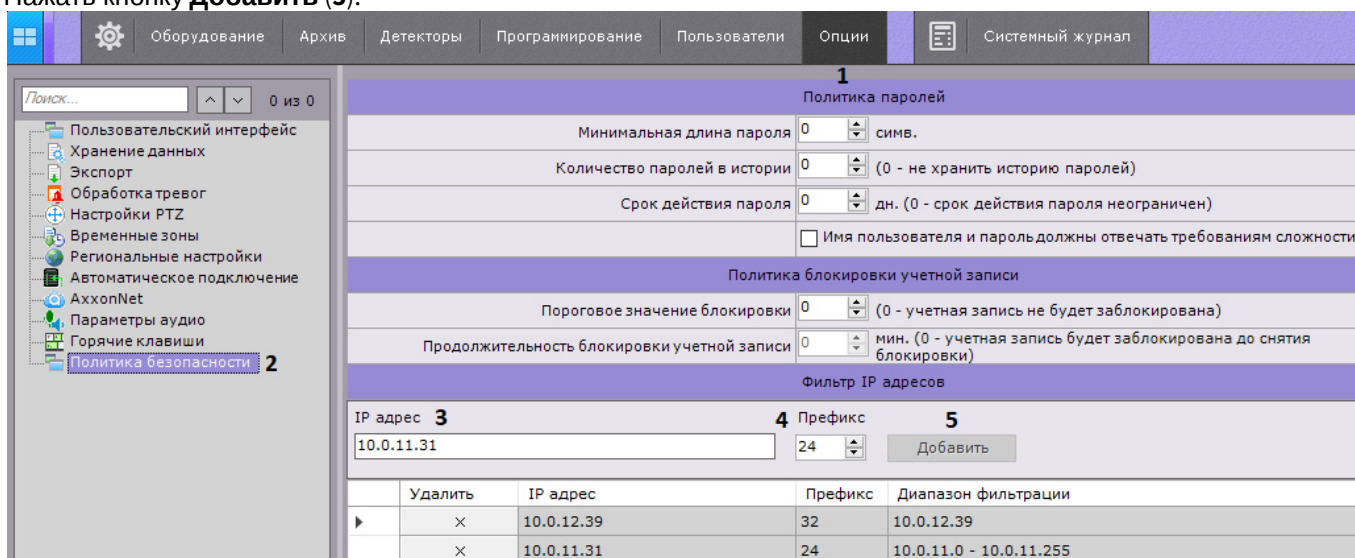 Нажать кнопку Добавить (5).
Оборудование Архив Детекторы Программирование Пользователи Опции Системный журнал
1
Поиск... 0 из 0
Пользовательский интерфейс
Хранение данных
Экспорт
Обработка тревог
Настройки PTZ
Временные зоны
Региональные настройки
Автоматическое подключение
AxxonNet
Параметры аудио
Горячие клавиши
Политика безопасности 2
Политика паролей
Минимальная длина пароля 0 симв.
Количество паролей в истории 0 (0 - не хранить историю паролей)
Срок действия пароля 0 дн. (0 - срок действия пароля неограничен)
Имя пользователя и пароль должны отвечать требованиям сложности
Политика блокировки учетной записи
Пороговое значение блокировки 0 (0 - учетная запись не будет заблокирована)
Продолжительность блокировки учетной записи 0 мин. (0 - учетная запись будет заблокирована до снятия
блокировки)
Фильтр IP адресов
IP адрес 3 4 Префикс 5
10.0.11.31 24 Добавить
Удалить IP адрес Префикс Диапазон фильтрации
× 10.0.12.39 32 10.0.12.39
× 10.0.11.31 24 10.0.11.0 - 10.0.11.255